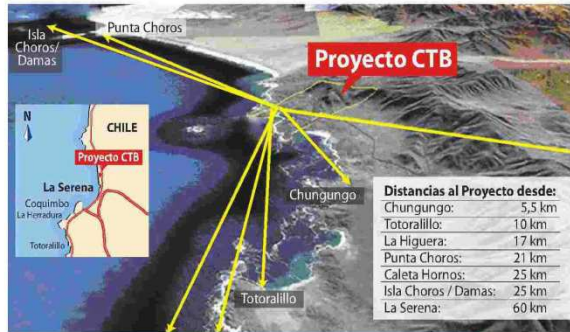 Isla
Choros/
Damas
Punta Choros
Proyecto CTB
N
CHILE
Proyecto CTB
La Serena
Coquimbo
La Herradura
Totoralillo
Chungungo
Totoralillo
Distancias al Proyecto desde:
Chungungo: 5,5 km
Totoralillo: 10 km
La Higuera: 17 km
Punta Choros: 21 km
Caleta Hornos: 25 km
Isla Choros / Damas: 25 km
La Serena: 60 km